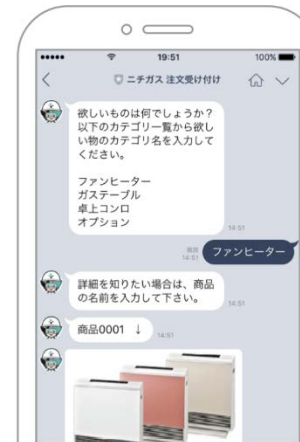 19:51
100%
ニチガス 注文受け付け
欲しいものは何でしょうか？
以下のカテゴリ一覧から欲し
い物のカテゴリ名を入力して
ください。
ファンヒーター
ガステーブル
卓上コンロ
オプション
14:51
既読
14:51
ファンヒーター
詳細を知りたい場合は、商品
の名前を入力して下さい。
14:51
商品0001 ↓
14:51